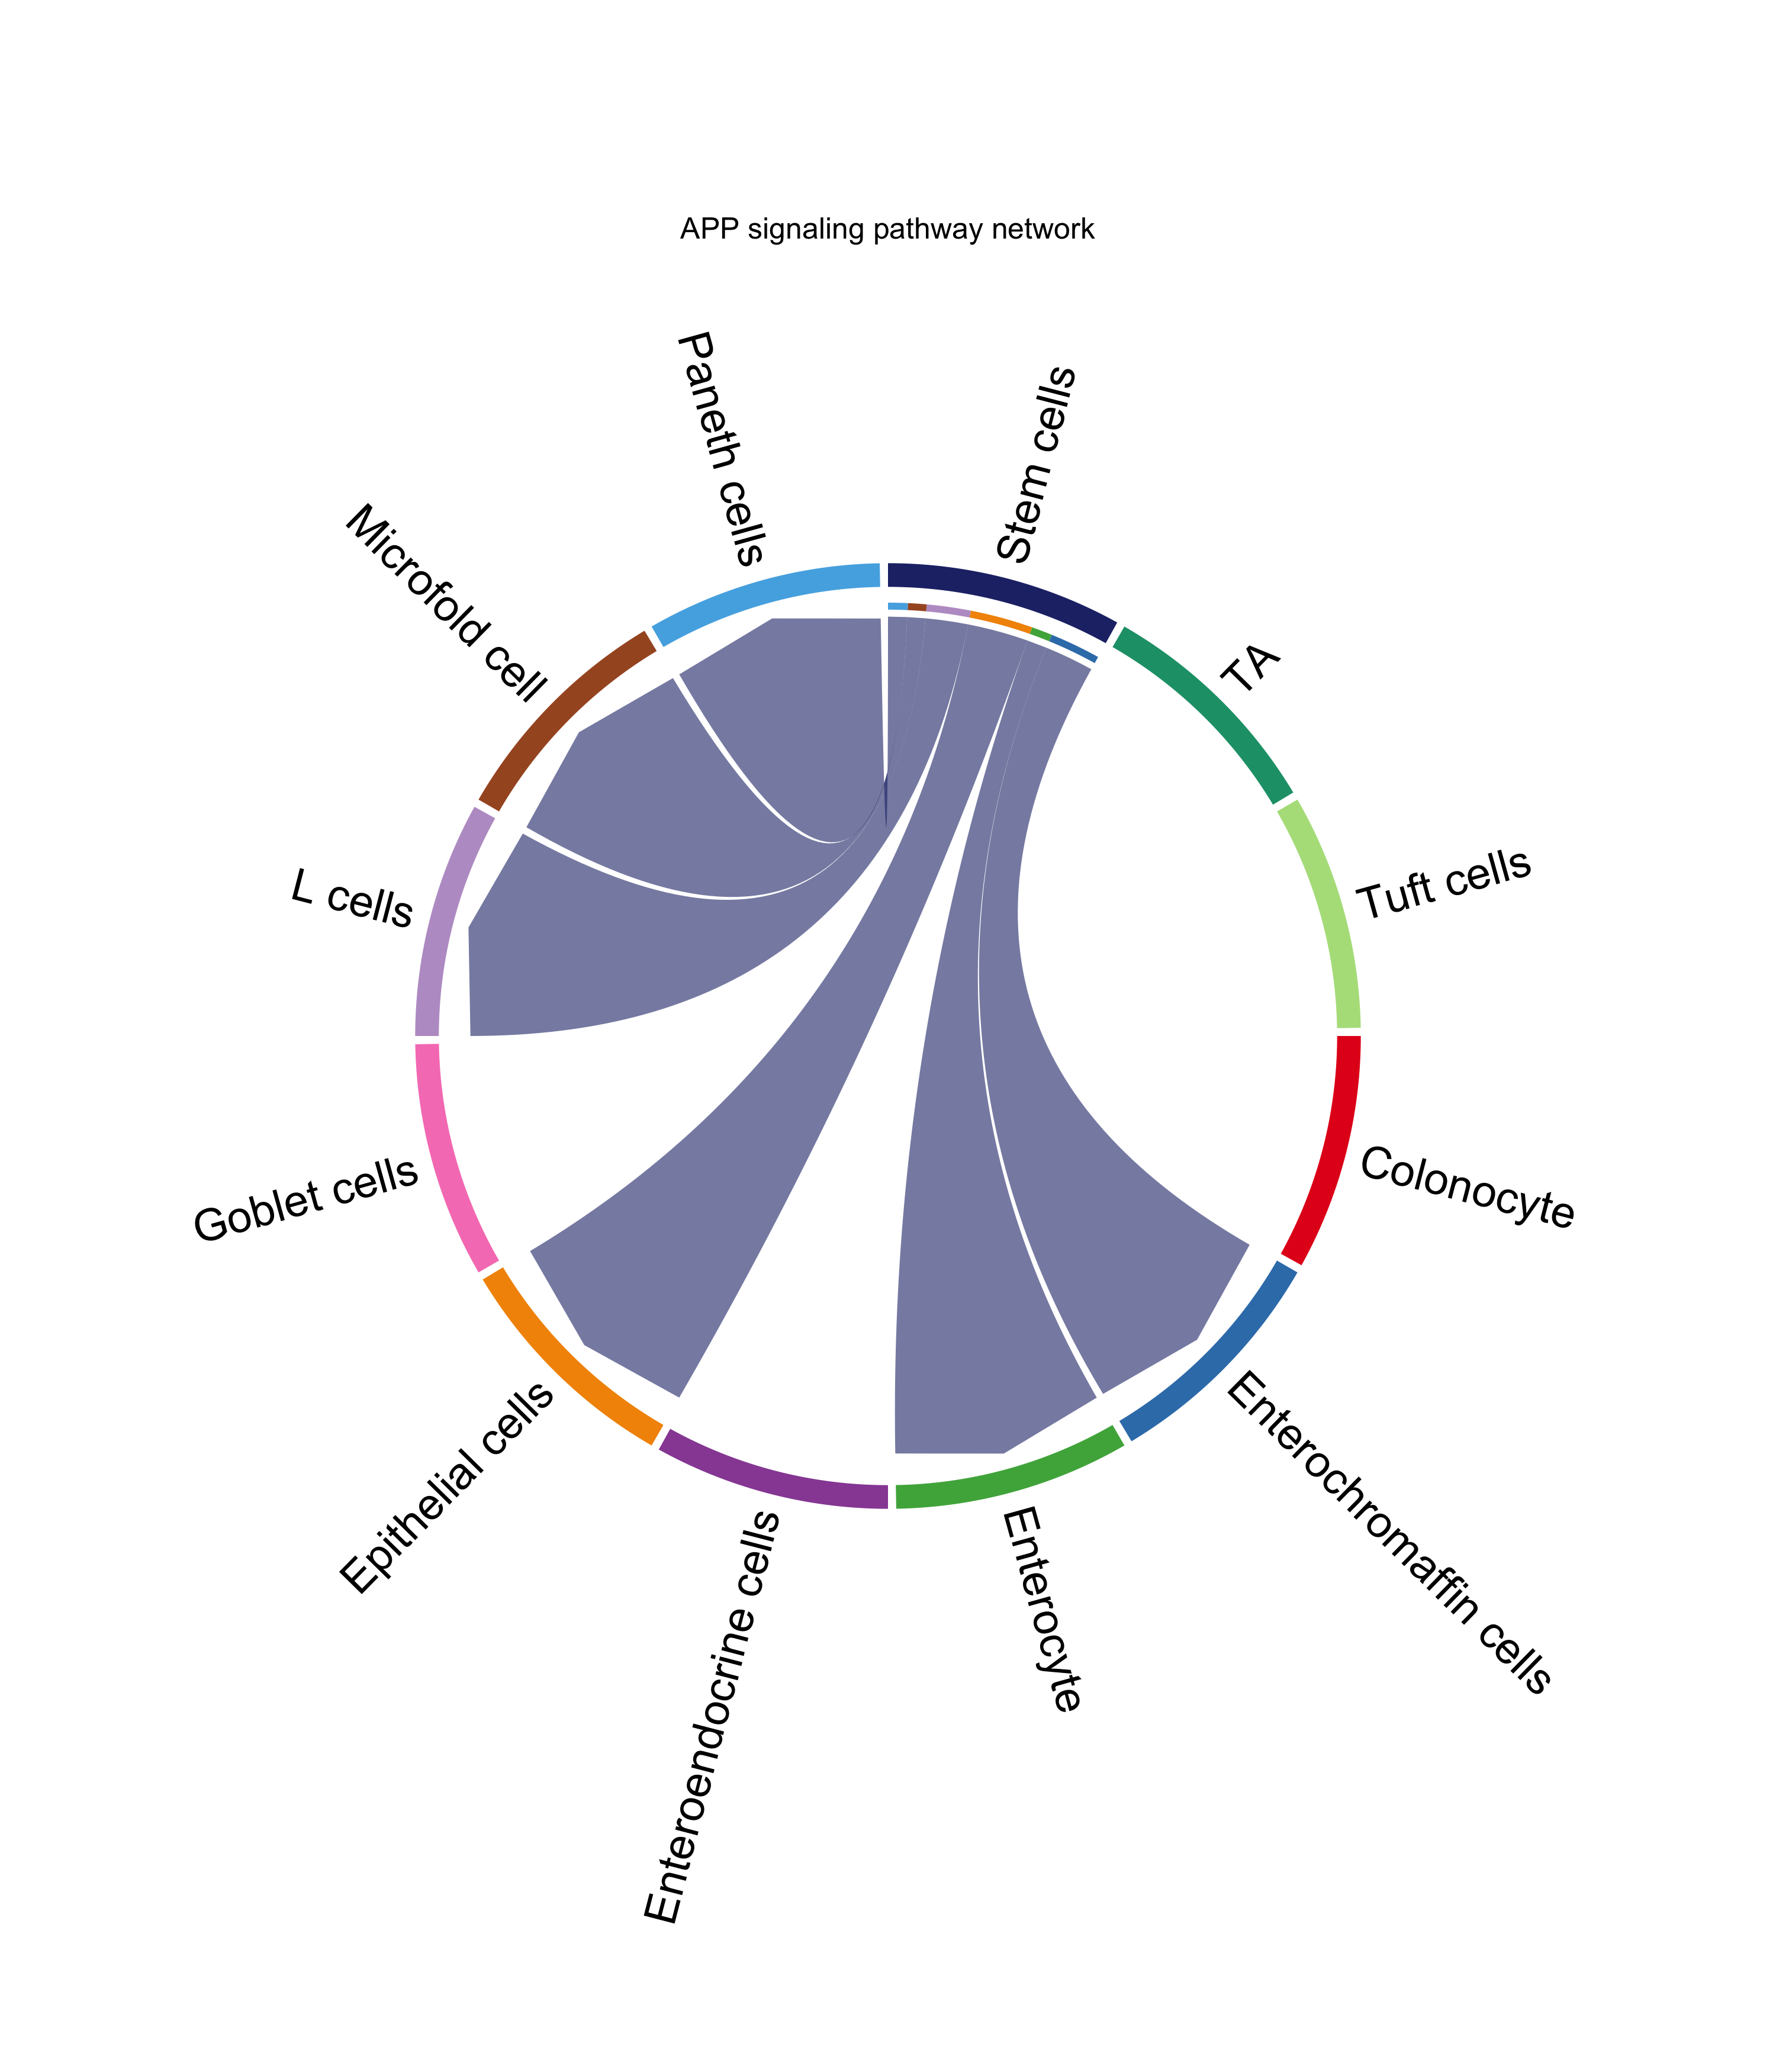 APP signaling pathway network
Paneth cells
Stem cells
Microfold cell
TA
L cells
Tuft cells
Goblet cells
Colonocyte
Epithelial cells
Enterochromaffin cells
Enteroendocrine cells
Enterocyte